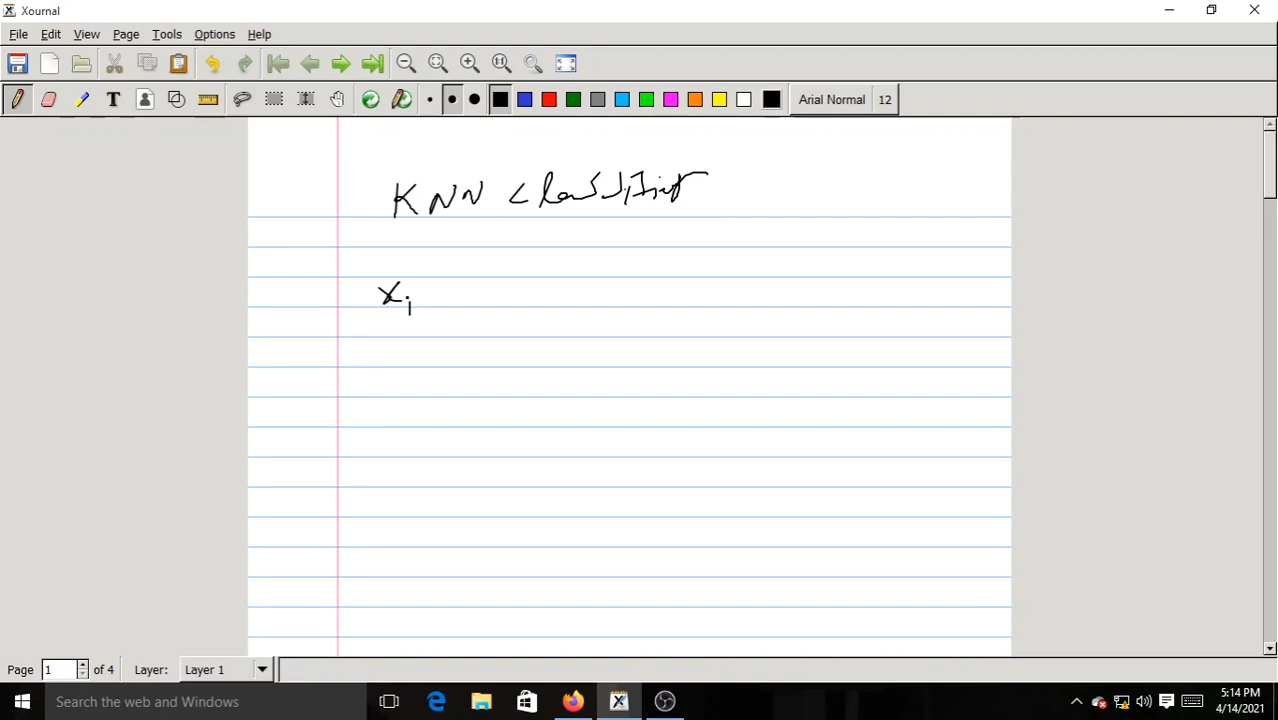 Xournal
File Edit View Page Tools Options Help
Arial Normal 12
KNN Classifier
Xi
Page 1 of 4 Layer: Layer 1
Search the web and Windows
5:14 PM
4/14/2021